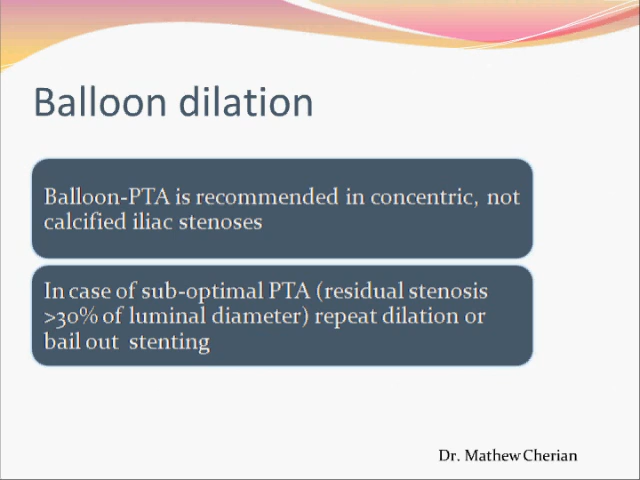 Balloon dilation
Balloon-PTA is recommended in concentric, not
calcified iliac stenoses
In case of sub-optimal PTA (residual stenosis
>30% of luminal diameter) repeat dilation or
bail out stenting
Dr. Mathew Cherian